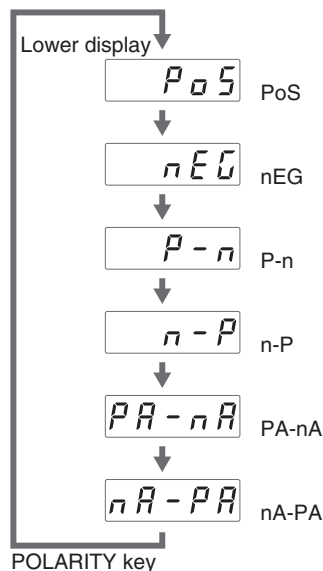 Lower display
PoS PoS
nEG nEG
P-n P-n
n-P n-P
PA-nA PA-nA
nA-PA nA-PA
POLARITY key